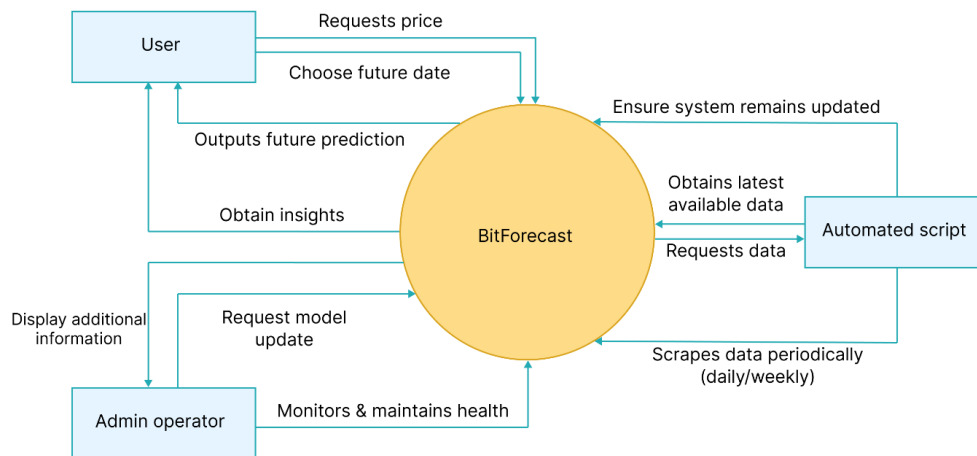 Requests price
User
Choose future date
Ensure system remains updated
Outputs future prediction
Obtains latest
available data
Obtain insights
BitForecast
Automated script
Requests data
Display additional
information
Request model
update
Scrapes data periodically
(daily/weekly)
Admin operator
Monitors & maintains health